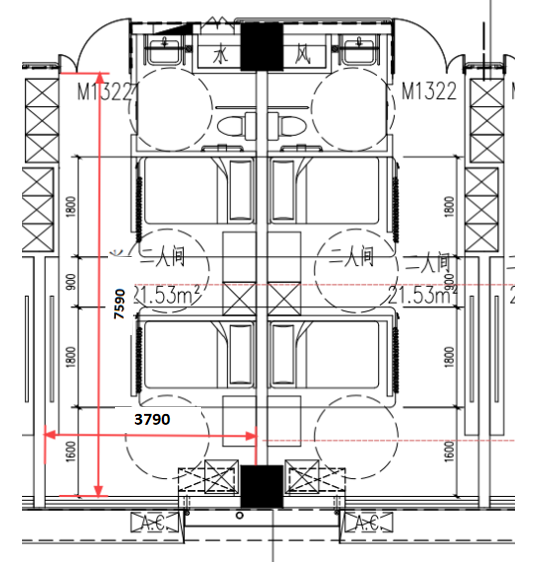 水 风
M1322 M1322
1800 1800
二人间 二人间 二人间
900 900
21.53m² 21.53m²
7590
1800 1800
3790
1600 1600
A.C. A.C.